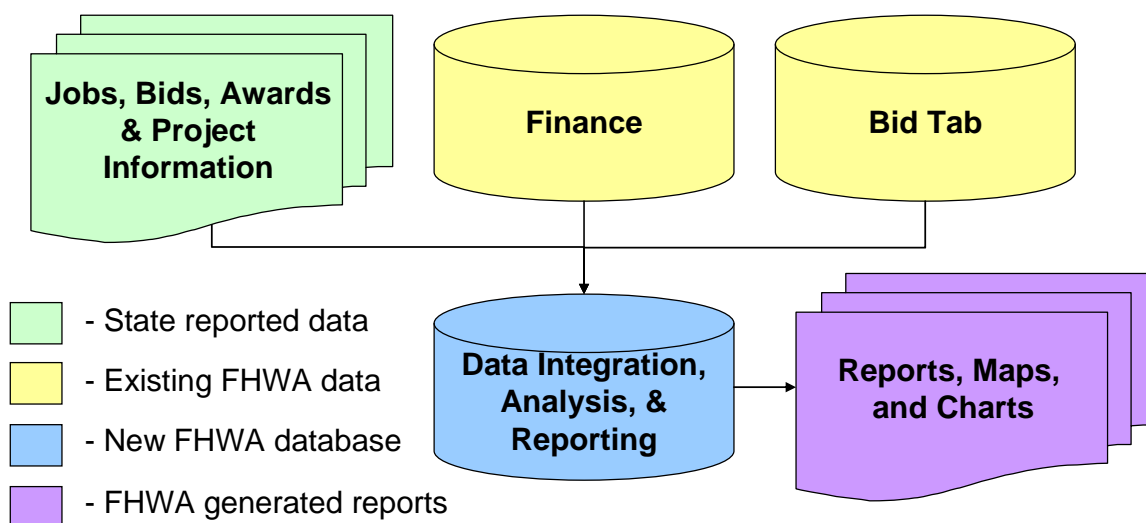 Jobs, Bids, Awards
& Project
Information
Finance
Bid Tab
- State reported data
- Existing FHWA data
- New FHWA database
- FHWA generated reports
Data Integration,
Analysis, &
Reporting
Reports, Maps,
and Charts